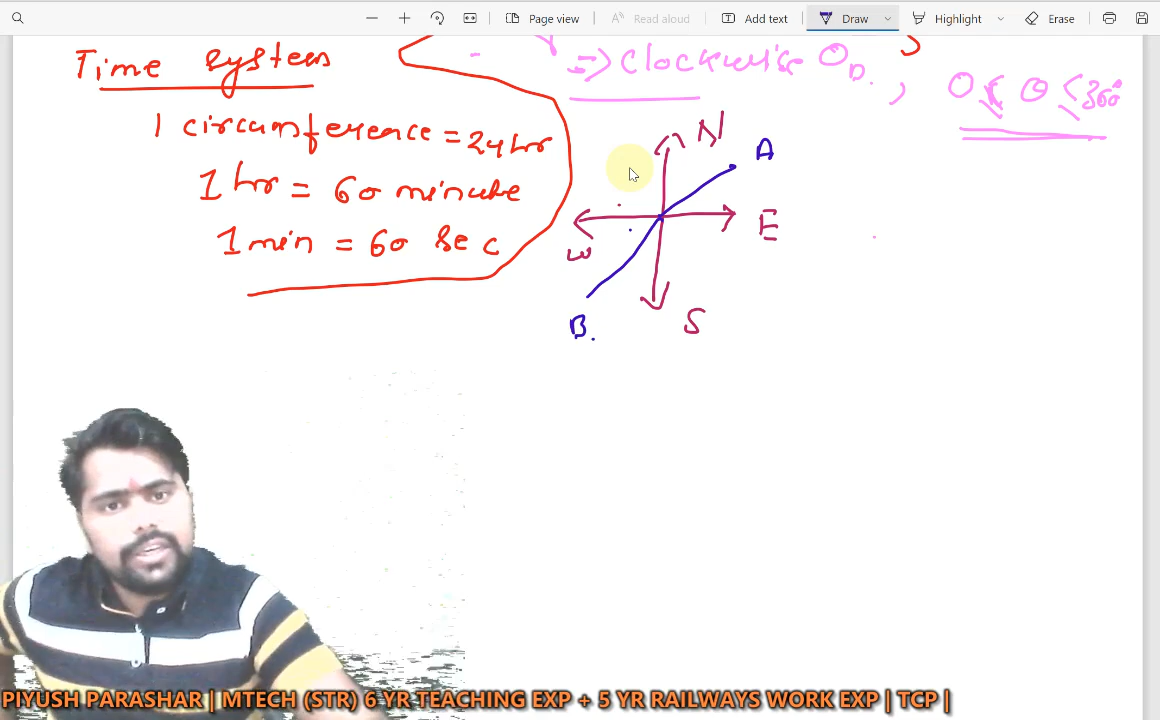 Page view
Read aloud
Add text
Draw
Highlight
Erase
Time system
=> Clockwise
0 < θ < 360°
1 circumference = 24 hr
1 hr = 60 minute
1 min = 60 sec
N
A
E
W
S
B.
PIYUSH PARASHAR | MTECH (STR) 6 YR TEACHING EXP + 5 YR RAILWAYS WORK EXP | TCP |